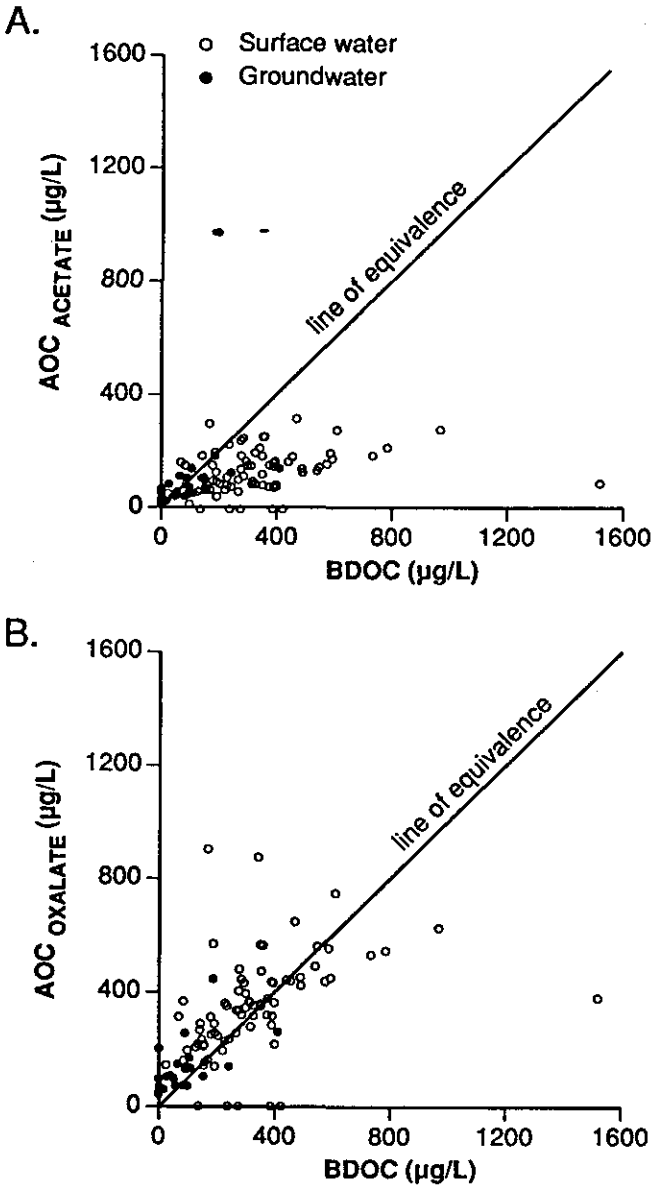 A.
Surface water
Groundwater
1600
1200
800
400
0
AOC ACETATE (µg/L)
line of equivalence
0 400 800 1200 1600
BDOC (µg/L)
B.
1600
1200
800
400
0
AOC OXALATE (µg/L)
line of equivalence
0 400 800 1200 1600
BDOC (µg/L)